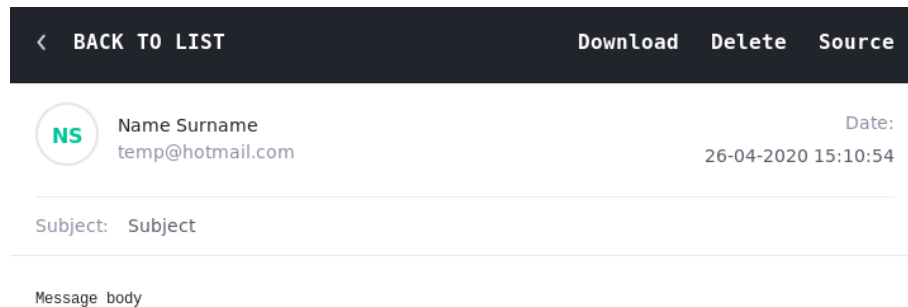 BACK TO LIST Download Delete Source
NS
Name Surname
temp@hotmail.com
Date:
26-04-2020 15:10:54
Subject: Subject
Message body